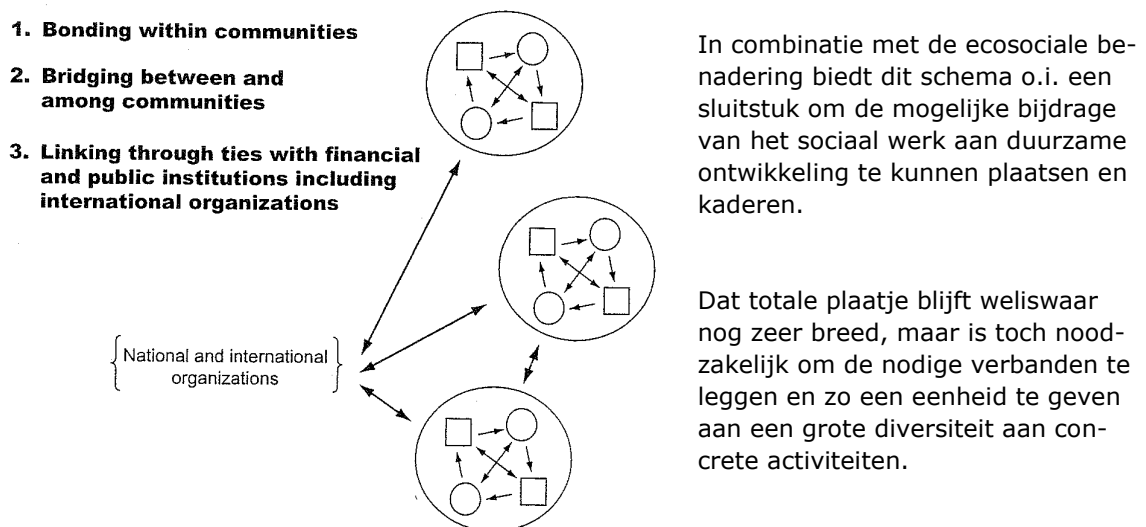 1. Bonding within communities
2. Bridging between and
among communities
3. Linking through ties with financial
and public institutions including
international organizations
National and international
organizations
In combinatie met de ecosociale be-
nadering biedt dit schema o.i. een
sluitstuk om de mogelijke bijdrage
van het sociaal werk aan duurzame
ontwikkeling te kunnen plaatsen en
kaderen.
Dat totale plaatje blijft weliswaar
nog zeer breed, maar is toch nood-
zakelijk om de nodige verbanden te
leggen en zo een eenheid te geven
aan een grote diversiteit aan con-
crete activiteiten.